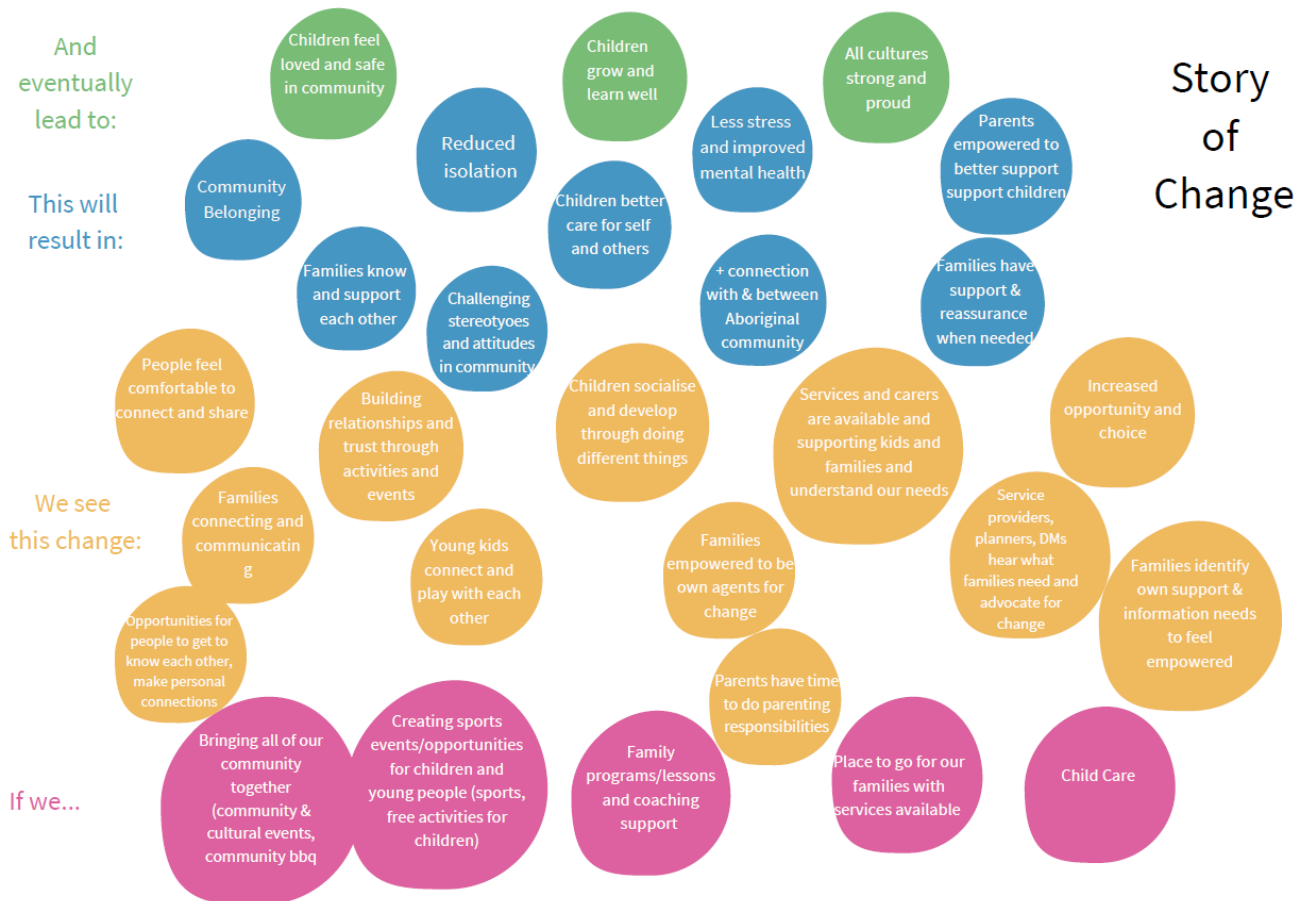 Story
of
Change
And
eventually
lead to:
Children feel
loved and safe
in community
Children
grow and
learn well
All cultures
strong and
proud
This will
result in:
Community
Belonging
Reduced
isolation
Children better
care for self
and others
Less stress
and improved
mental health
Parents
empowered to
better support
support children
Families know
and support
each other
Challenging
stereotyoes
and attitudes
in community
+ connection
with & between
Aboriginal
community
Families have
support &
reassurance
when needed
We see
this change:
People feel
comfortable to
connect and share
Building
relationships and
trust through
activities and
events
Children socialise
and develop
through doing
different things
Services and carers
are available and
supporting kids and
families and
understand our needs
Increased
opportunity and
choice
Families
connecting and
communicatin
g
Young kids
connect and
play with each
other
Families
empowered to be
own agents for
change
Service
providers,
planners, DMs
hear what
families need and
advocate for
change
Families identify
own support &
information needs
to feel
empowered
Opportunities for
people to get to
know each other,
make personal
connections
Parents have time
to do parenting
responsibilities
If we...
Bringing all of our
community
together
(community &
cultural events,
community bbq
Creating sports
events/opportunities
for children and
young people (sports,
free activities for
children)
Family
programs/lessons
and coaching
support
Place to go for our
families with
services available
Child Care